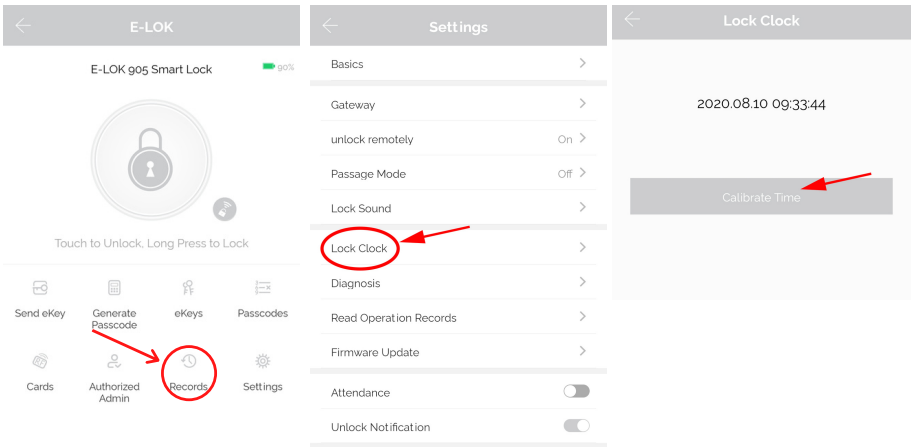 E-LOK
E-LOK 905 Smart Lock
90%
Touch to Unlock, Long Press to Lock
Send eKey
Generate
Passcode
eKeys
Passcodes
Cards
Authorized
Admin
Records
Settings
Settings
Basics
Gateway
unlock remotely On
Passage Mode Off
Lock Sound
Lock Clock
Diagnosis
Read Operation Records
Firmware Update
Attendance
Unlock Notification
Lock Clock
2020.08.10 09:33:44
Calibrate Time